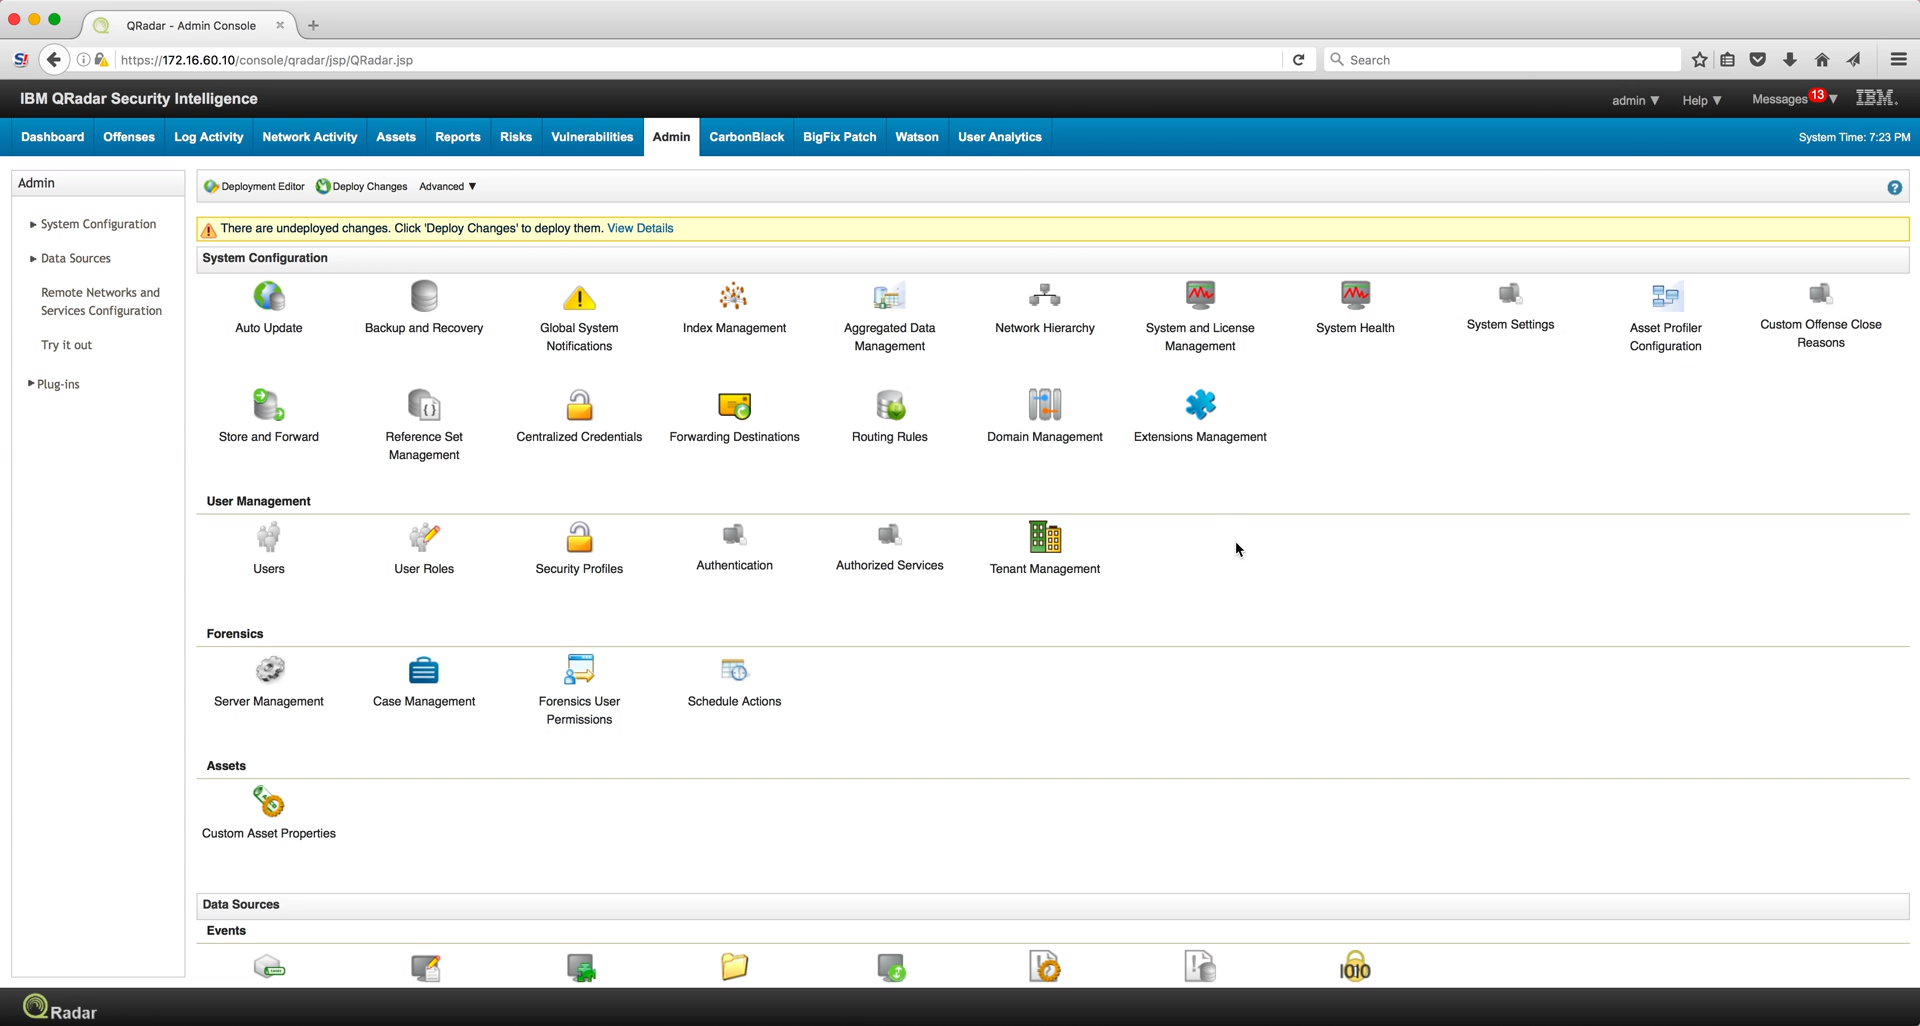 QRadar - Admin Console
https://172.16.60.10/console/qradar/jsp/QRadar.jsp
Search
IBM QRadar Security Intelligence
admin ▼ Help ▼ Messages 13 ▼ IBM.
Dashboard Offenses Log Activity Network Activity Assets Reports Risks Vulnerabilities Admin CarbonBlack BigFix Patch Watson User Analytics System Time: 7:23 PM
Admin
System Configuration
Data Sources
Remote Networks and
Services Configuration
Try it out
Plug-ins
Deployment Editor Deploy Changes Advanced ▼
There are undeployed changes. Click 'Deploy Changes' to deploy them. View Details
System Configuration
Auto Update
Backup and Recovery
Global System
Notifications
Index Management
Aggregated Data
Management
Network Hierarchy
System and License
Management
System Health
System Settings
Asset Profiler
Configuration
Custom Offense Close
Reasons
Store and Forward
Reference Set
Management
Centralized Credentials
Forwarding Destinations
Routing Rules
Domain Management
Extensions Management
User Management
Users
User Roles
Security Profiles
Authentication
Authorized Services
Tenant Management
Forensics
Server Management
Case Management
Forensics User
Permissions
Schedule Actions
Assets
Custom Asset Properties
Data Sources
Events
1010
QRadar